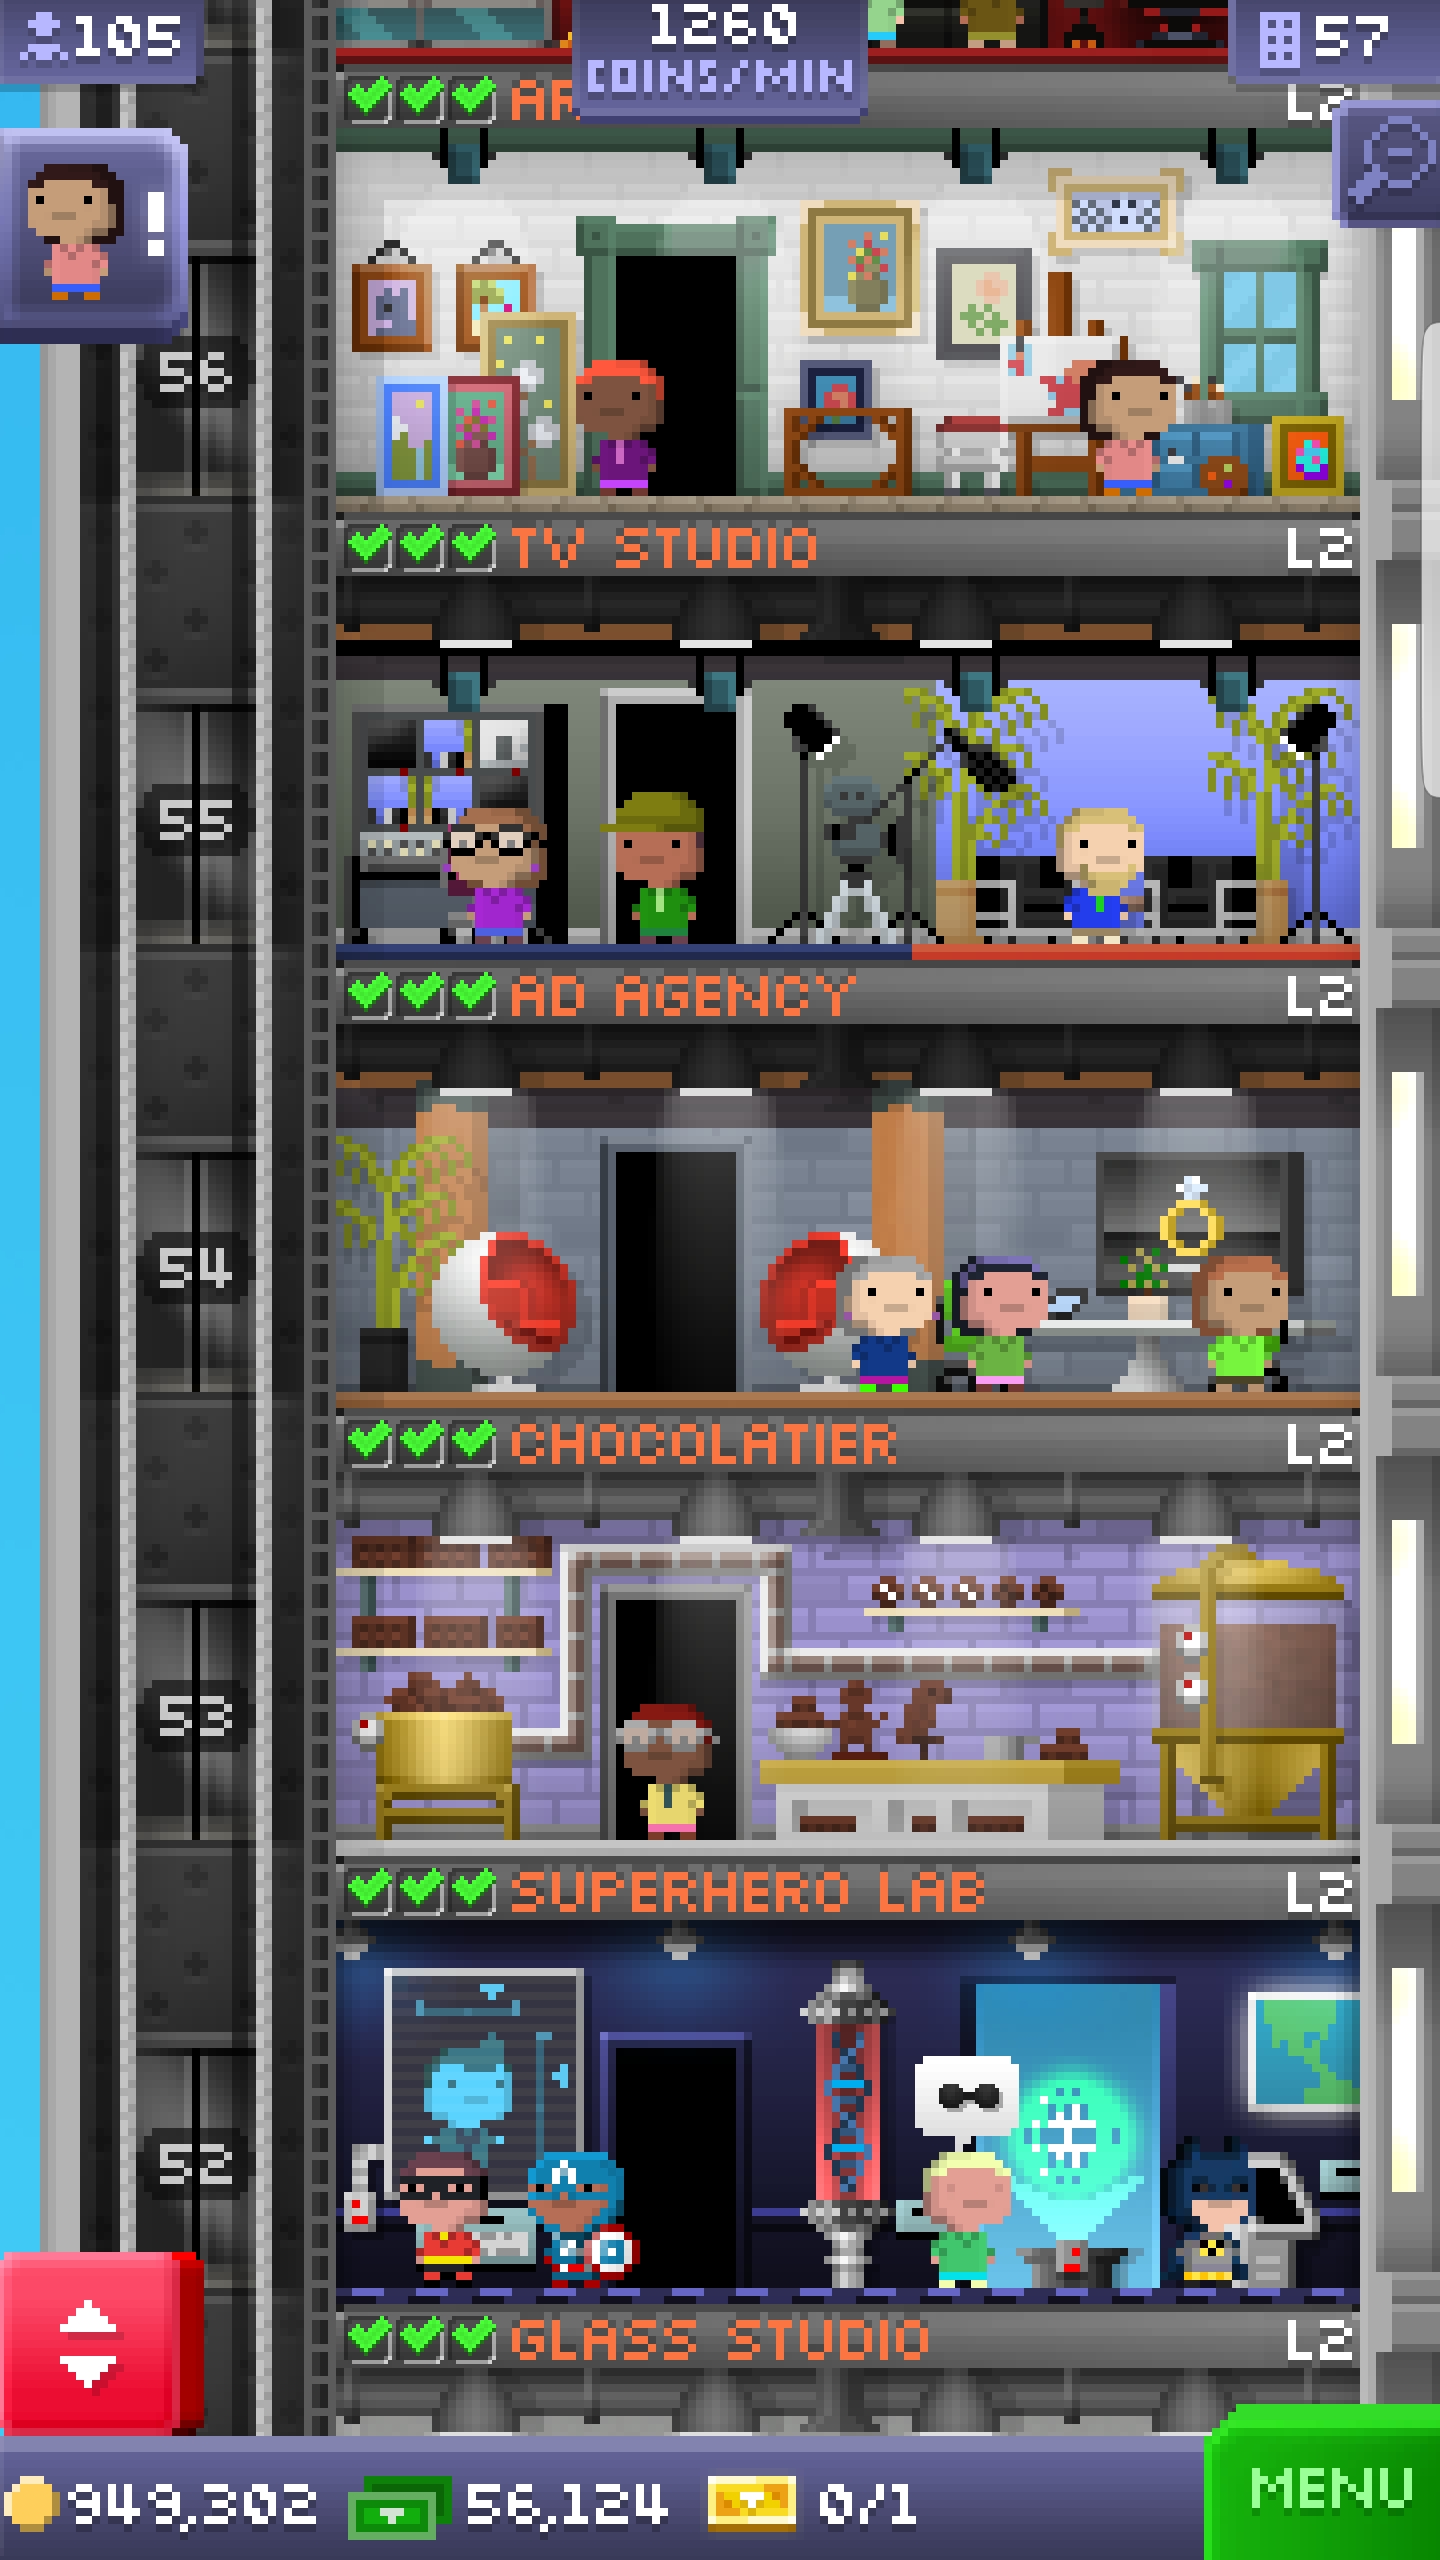 105
1260
COINS/MIN
57
AR
L2
56
TV STUDIO L2
55
AD AGENCY L2
54
CHOCOLATIER L2
53
SUPERHERO LAB L2
52
GLASS STUDIO L2
949,302 56,124 0/1
MENU